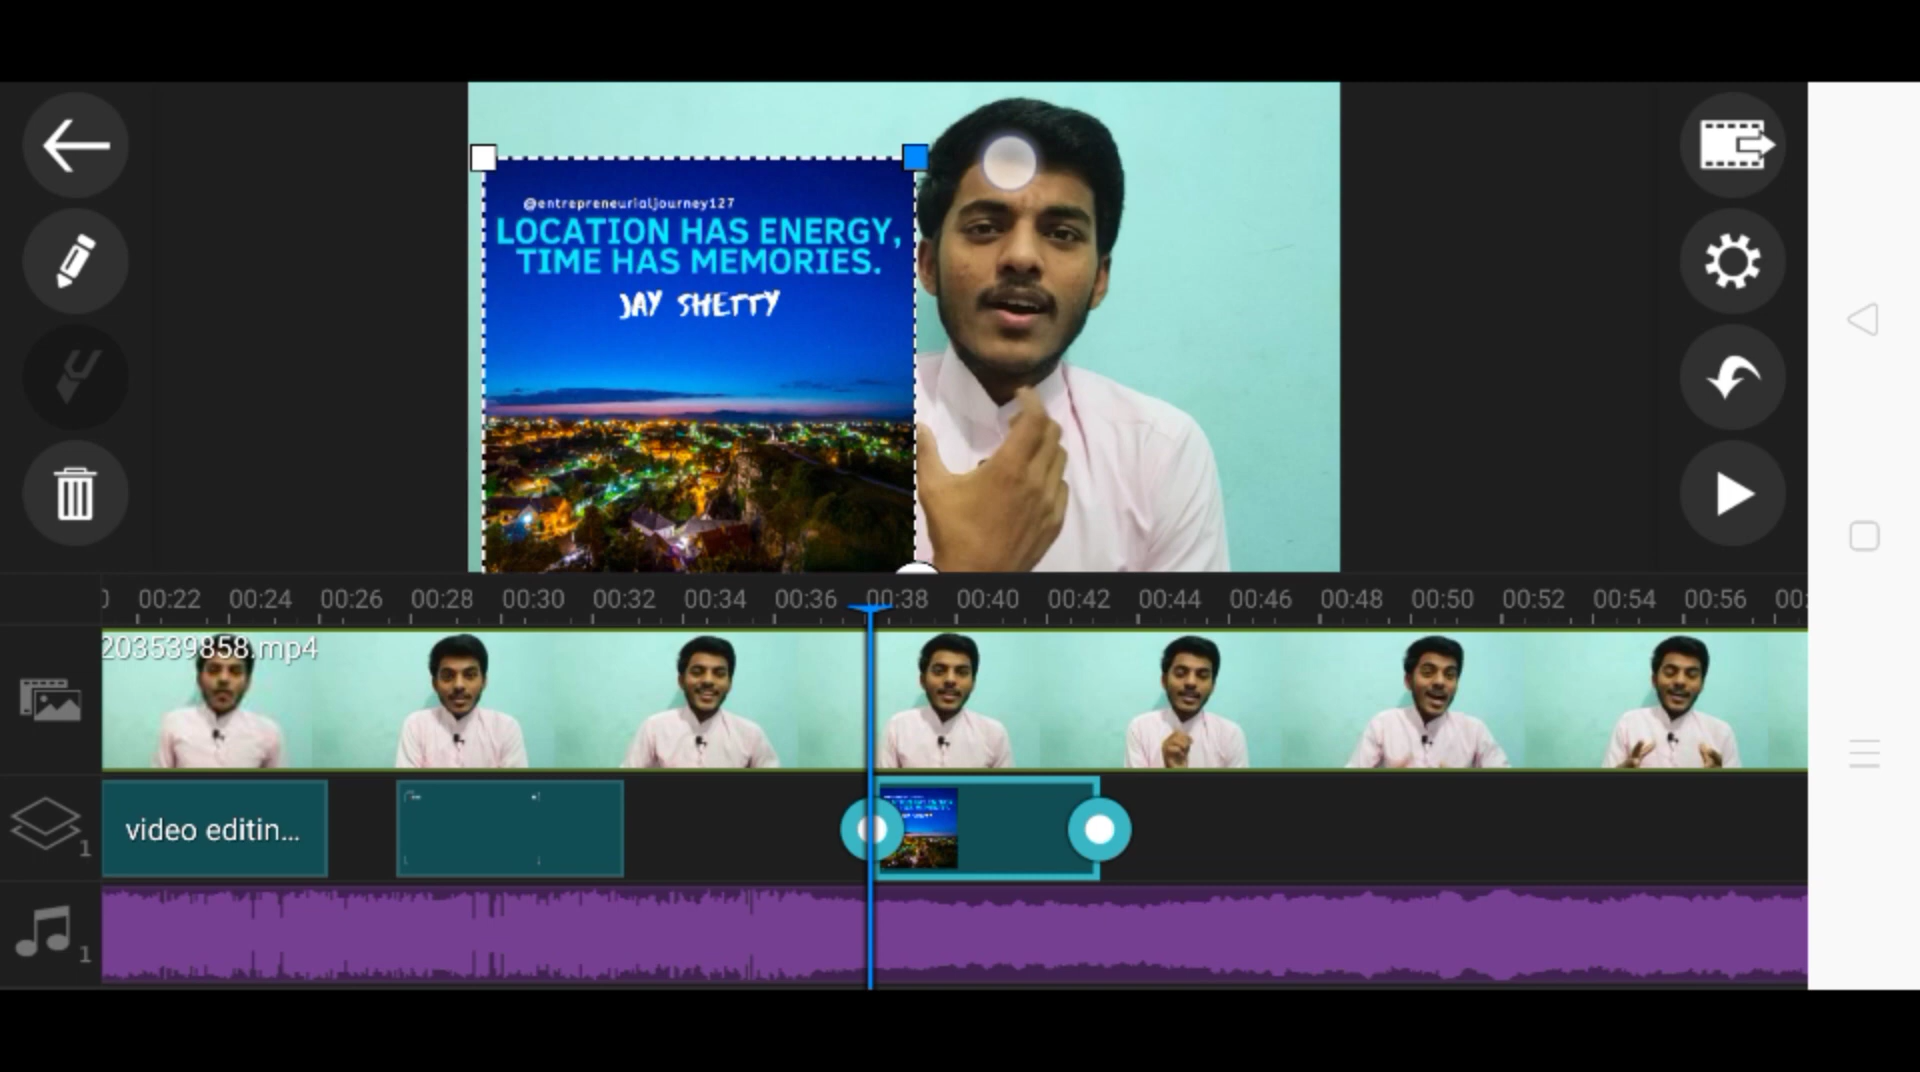 @entrepreneurialjourney127
LOCATION HAS ENERGY,
TIME HAS MEMORIES.
JAY SHETTY
00:22 00:24 00:26 00:28 00:30 00:32 00:34 00:36 00:38 00:40 00:42 00:44 00:46 00:48 00:50 00:52 00:54 00:56
203539858.mp4
video editin...
1
1